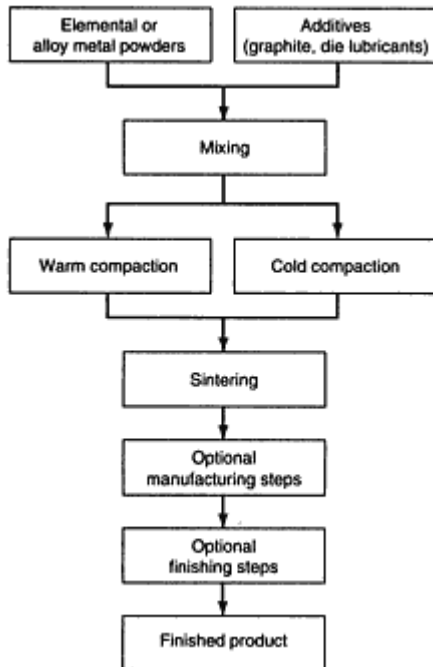 Elemental or
alloy metal powders
Additives
(graphite, die lubricants)
Mixing
Warm compaction
Cold compaction
Sintering
Optional
manufacturing steps
Optional
finishing steps
Finished product